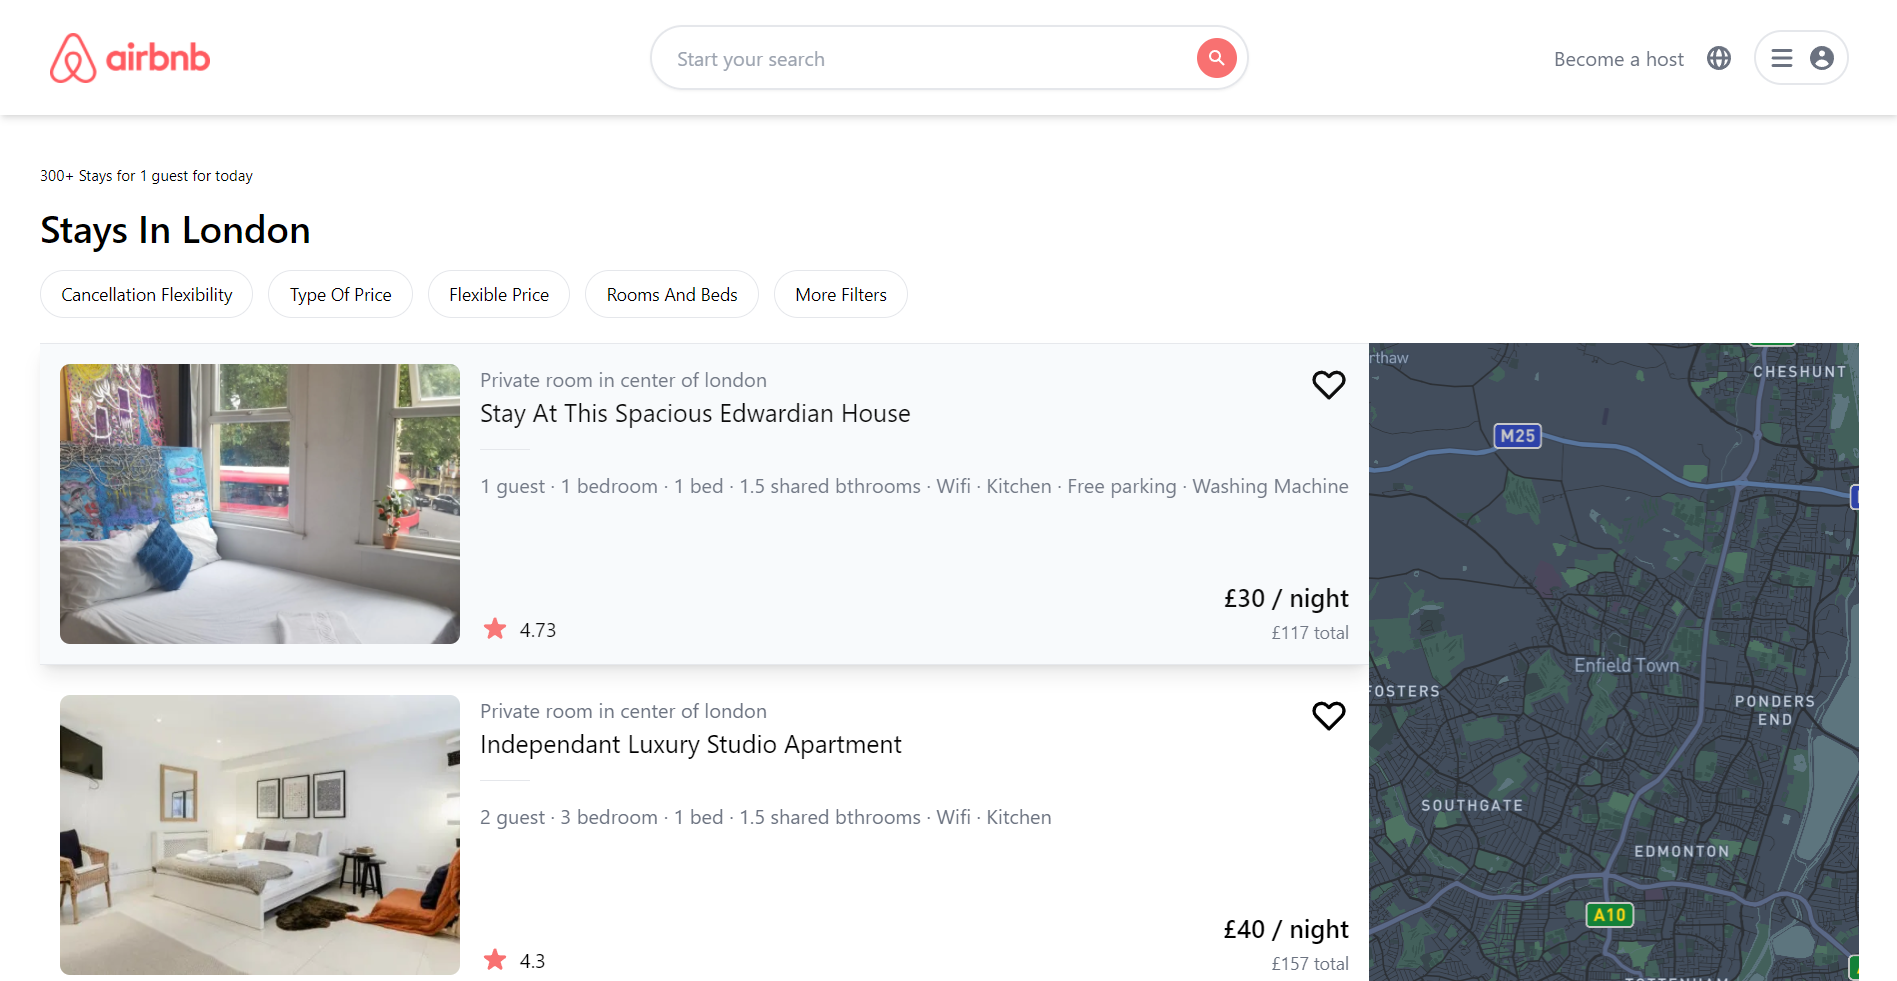 airbnb
Start your search
Become a host
300+ Stays for 1 guest for today
Stays In London
Cancellation Flexibility
Type Of Price
Flexible Price
Rooms And Beds
More Filters
Private room in center of london
Stay At This Spacious Edwardian House
1 guest · 1 bedroom · 1 bed · 1.5 shared bthrooms · Wifi · Kitchen · Free parking · Washing Machine
£30 / night
4.73
£117 total
Private room in center of london
Independant Luxury Studio Apartment
2 guest · 3 bedroom · 1 bed · 1.5 shared bthrooms · Wifi · Kitchen
£40 / night
4.3
£157 total
rthaw
CHESHUNT
M25
Enfield Town
FOSTERS
PONDERS
END
SOUTHGATE
EDMONTON
A10
TOTTENHAM